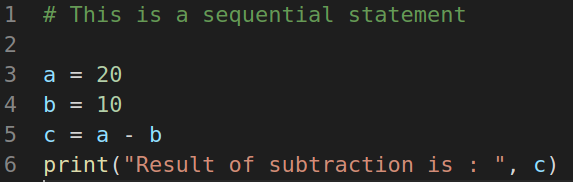 1 # This is a sequential statement
2
3 a = 20
4 b = 10
5 c = a - b
6 print("Result of subtraction is : ", c)